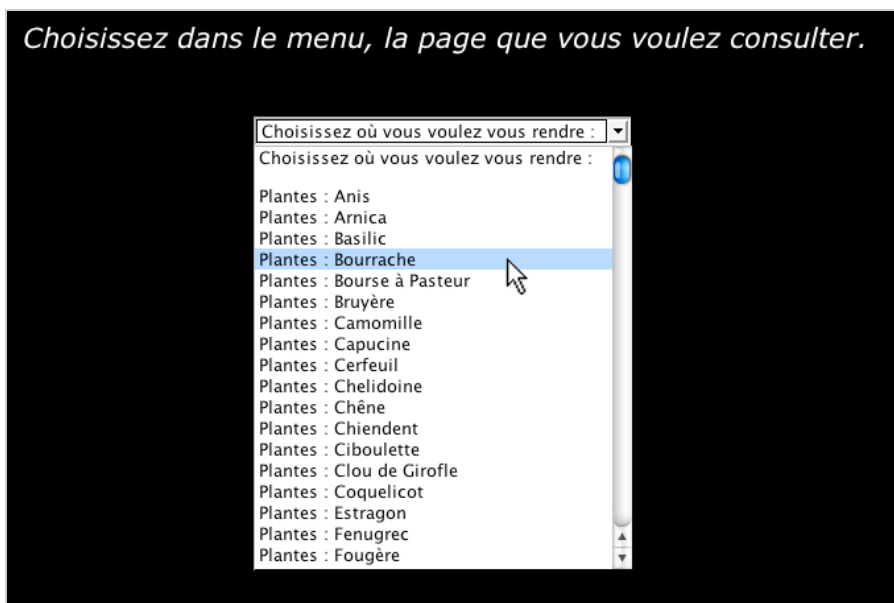 Choisissez dans le menu, la page que vous voulez consulter.
Choisissez où vous voulez vous rendre :
Choisissez où vous voulez vous rendre :
Plantes : Anis
Plantes : Arnica
Plantes : Basilic
Plantes : Bourrache
Plantes : Bourse à Pasteur
Plantes : Bruyère
Plantes : Camomille
Plantes : Capucine
Plantes : Cerfeuil
Plantes : Chelidoine
Plantes : Chêne
Plantes : Chiendent
Plantes : Ciboulette
Plantes : Clou de Girofle
Plantes : Coquelicot
Plantes : Estragon
Plantes : Fenugrec
Plantes : Fougère